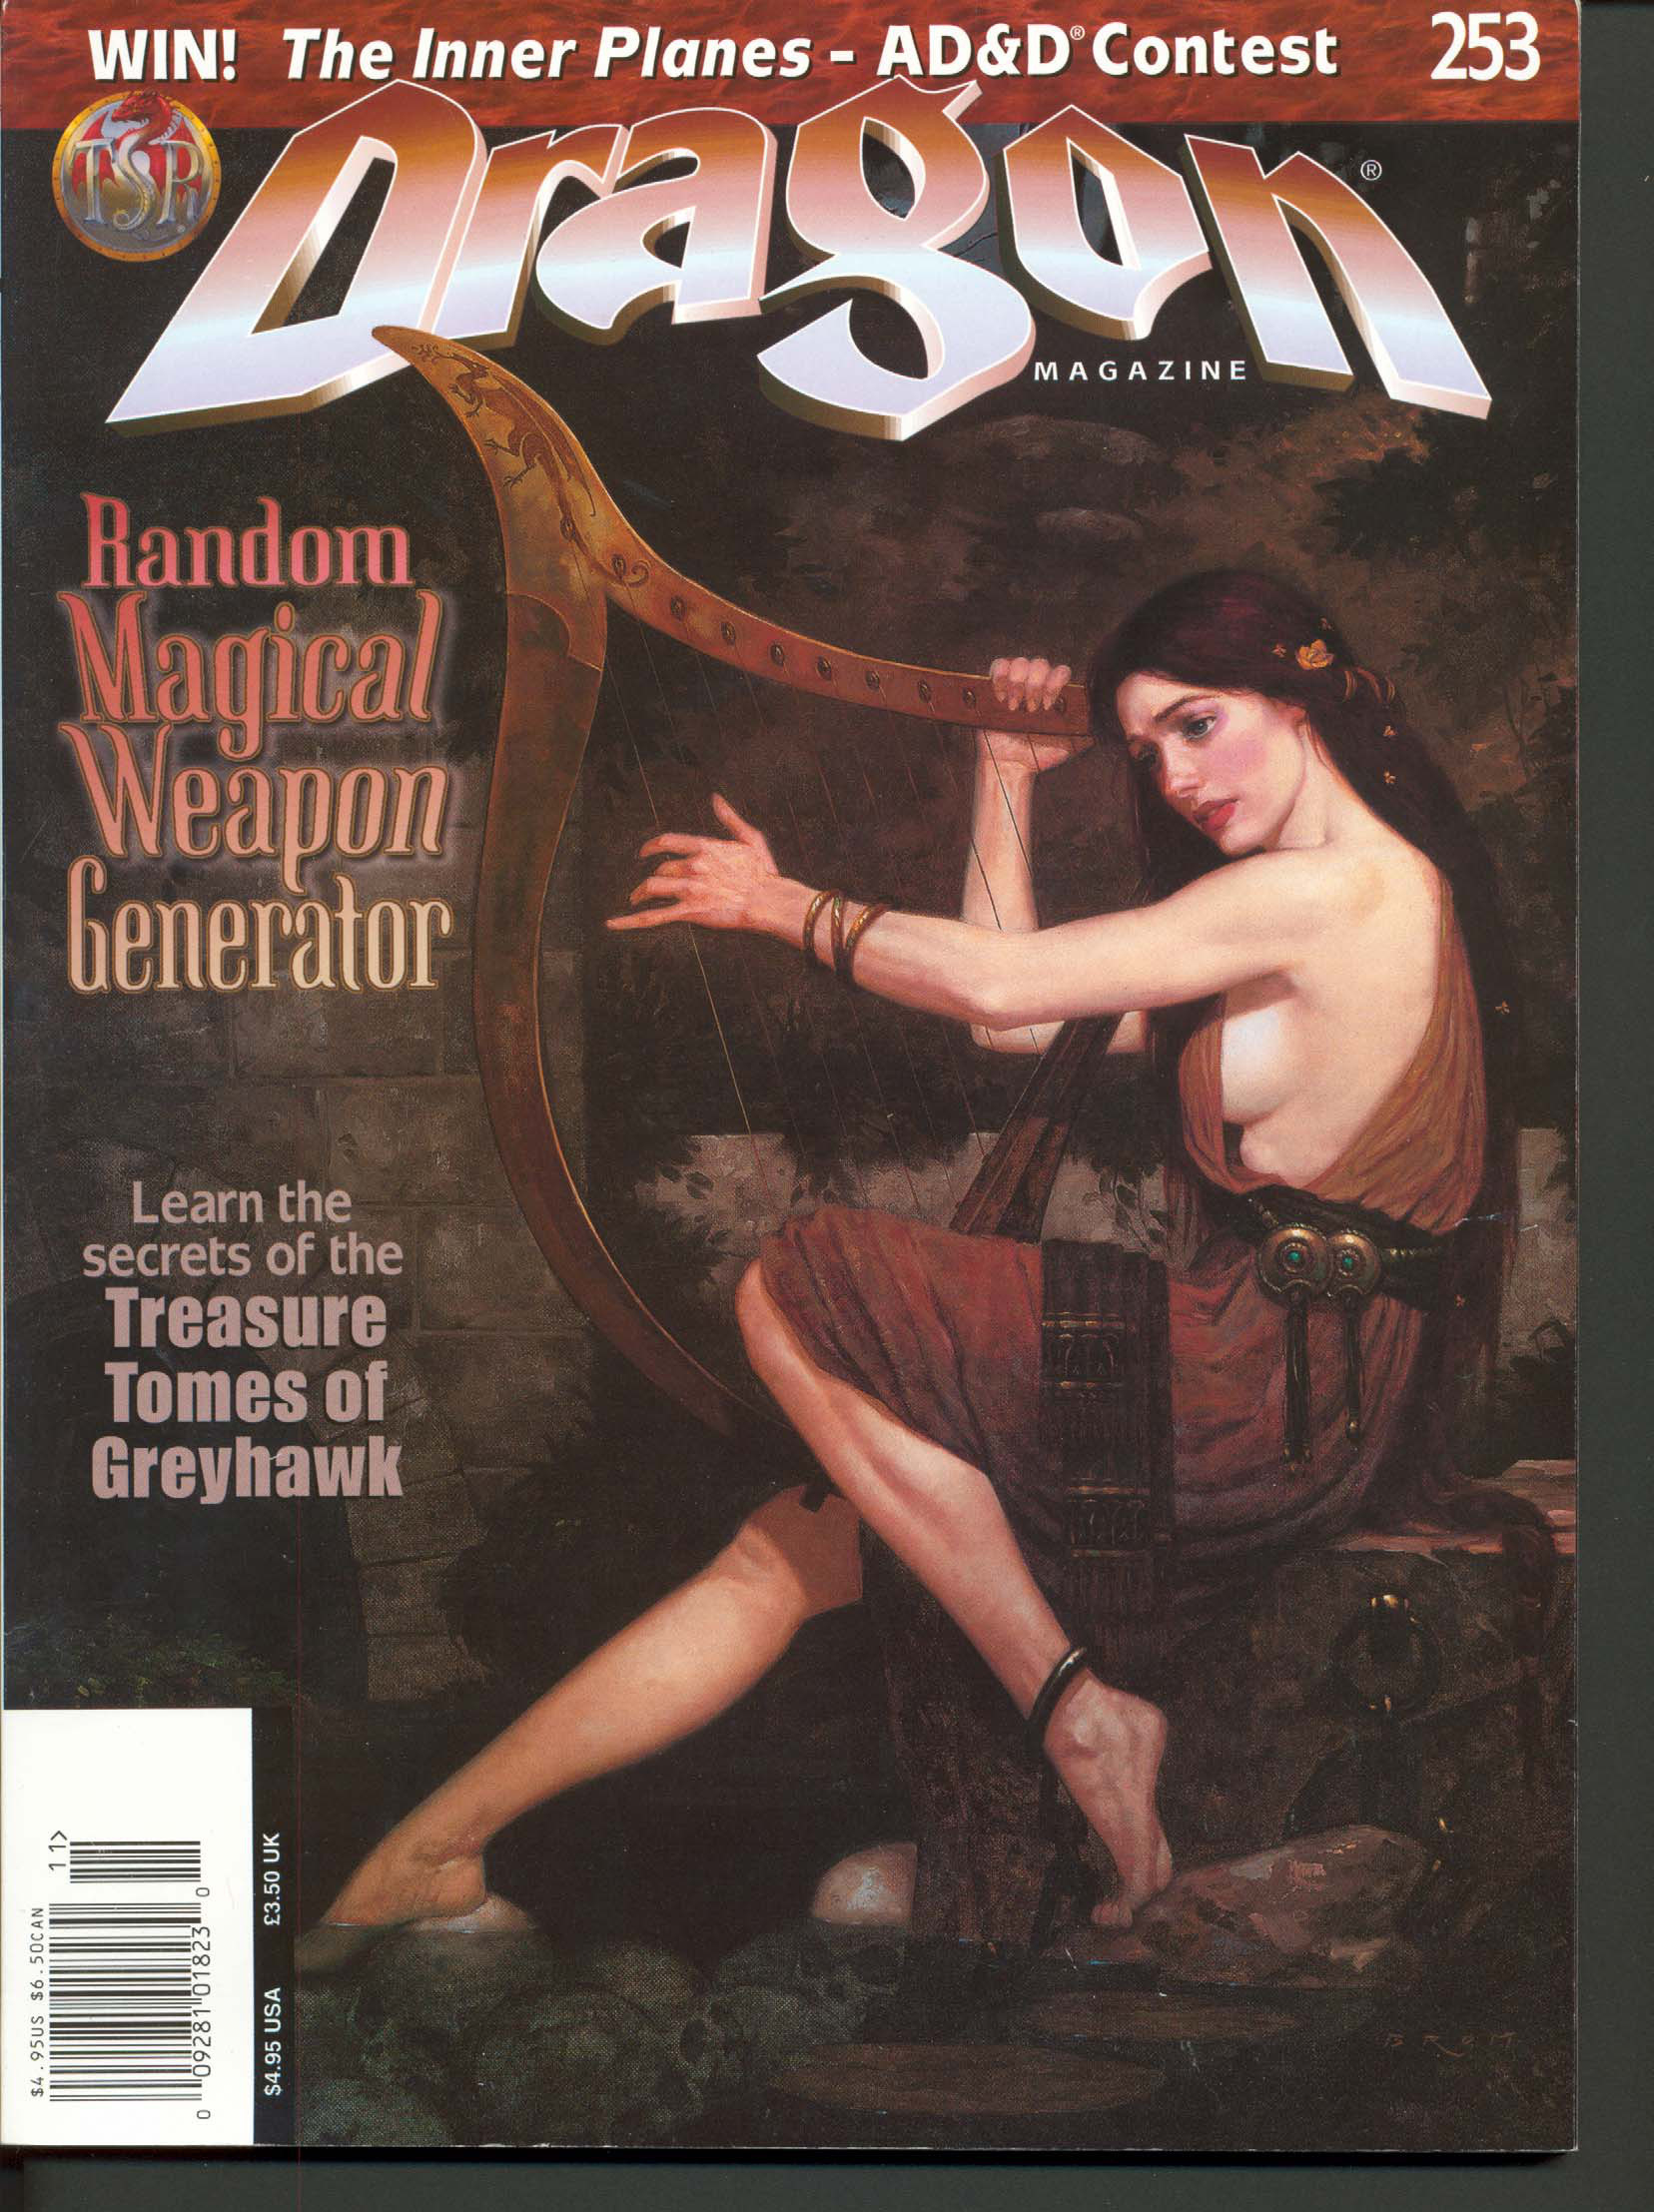 WIN! The Inner Planes – AD&D® Contest 253
TSR
Dragon®
MAGAZINE
Random
Magical
Weapon
Generator
Learn the
secrets of the
Treasure
Tomes of
Greyhawk
$4.95US $6.50CAN
11>
0 09281 01823 0
$4.95 USA £3.50 UK
BROM